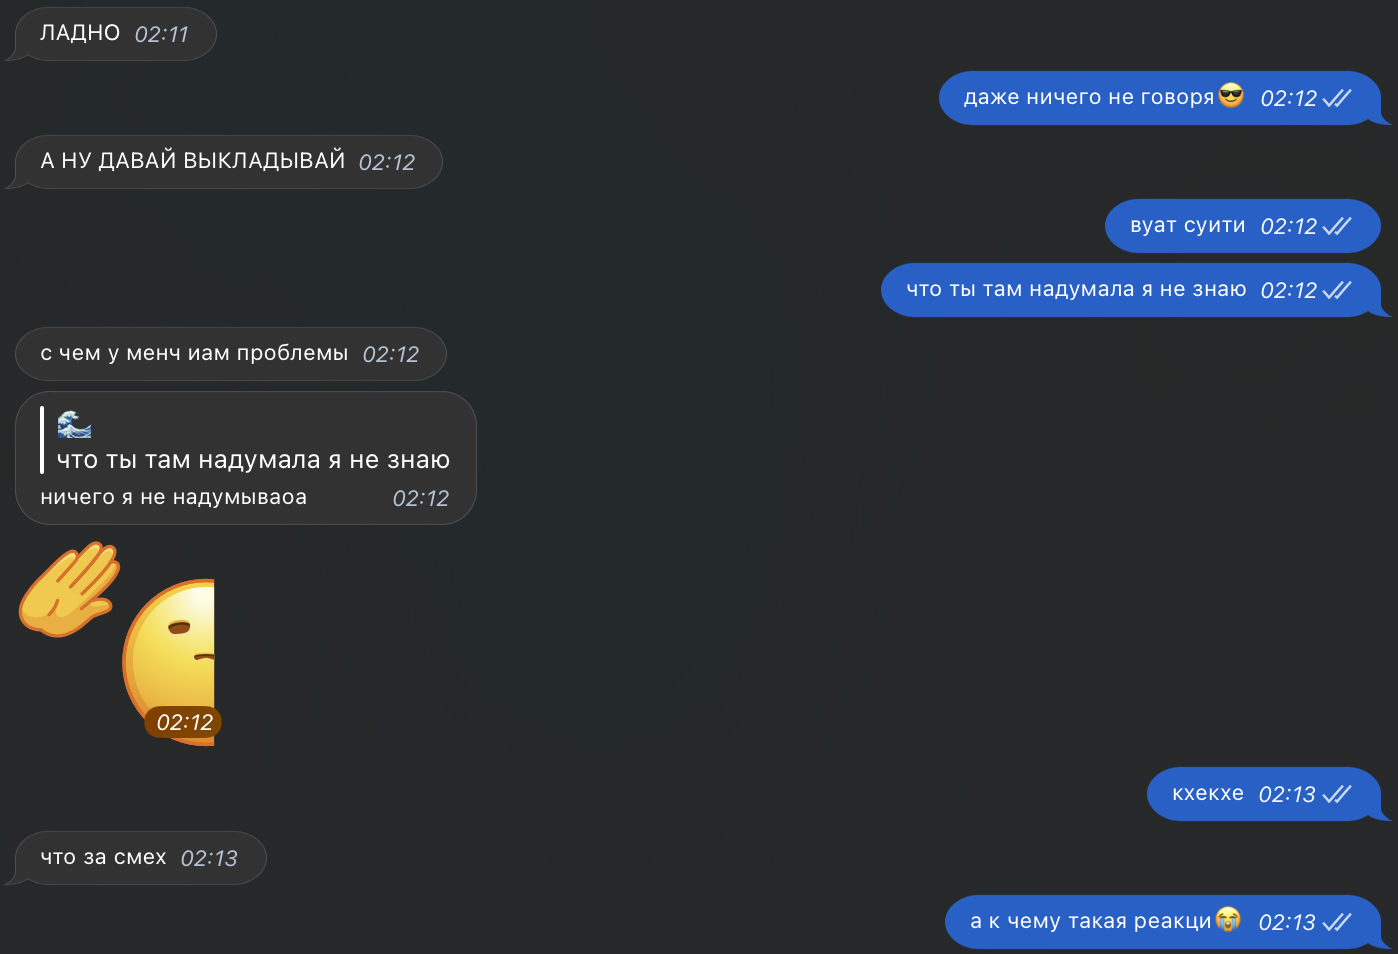 ЛАДНО 02:11
даже ничего не говоря😎 02:12
А НУ ДАВАЙ ВЫКЛАДЫВАЙ 02:12
вуат суити 02:12
что ты там надумала я не знаю 02:12
с чем у менч иам проблемы 02:12
🌊
что ты там надумала я не знаю
ничего я не надумываоа 02:12
02:12
кхекхе 02:13
что за смех 02:13
а к чему такая реакци😭 02:13